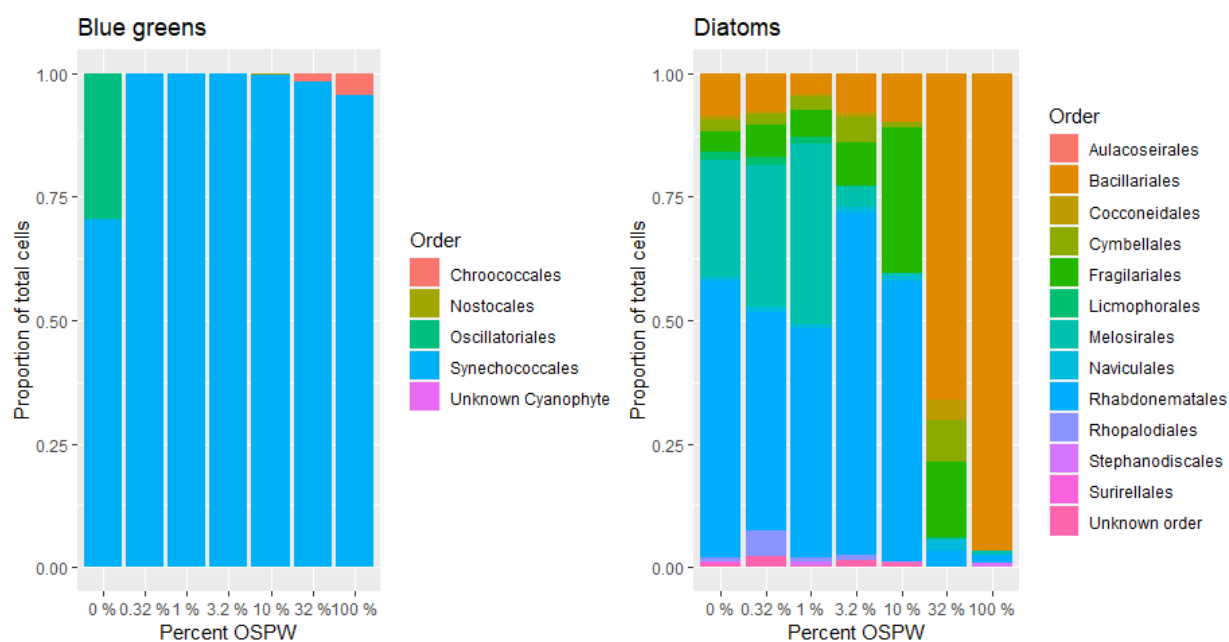 Blue greens
1.00
0.75
0.50
0.25
0.00
Proportion of total cells
0 % 0.32 % 1 % 3.2 % 10 % 32 % 100 %
Percent OSPW
Order
Chroococcales
Nostocales
Oscillatoriales
Synechococcales
Unknown Cyanophyte
Diatoms
1.00
0.75
0.50
0.25
0.00
Proportion of total cells
0 % 0.32 % 1 % 3.2 % 10 % 32 % 100 %
Percent OSPW
Order
Aulacoseirales
Bacillariales
Cocconeidales
Cymbellales
Fragilariales
Licmophorales
Melosirales
Naviculales
Rhabdonematales
Rhopalodiales
Stephanodiscales
Surirellales
Unknown order